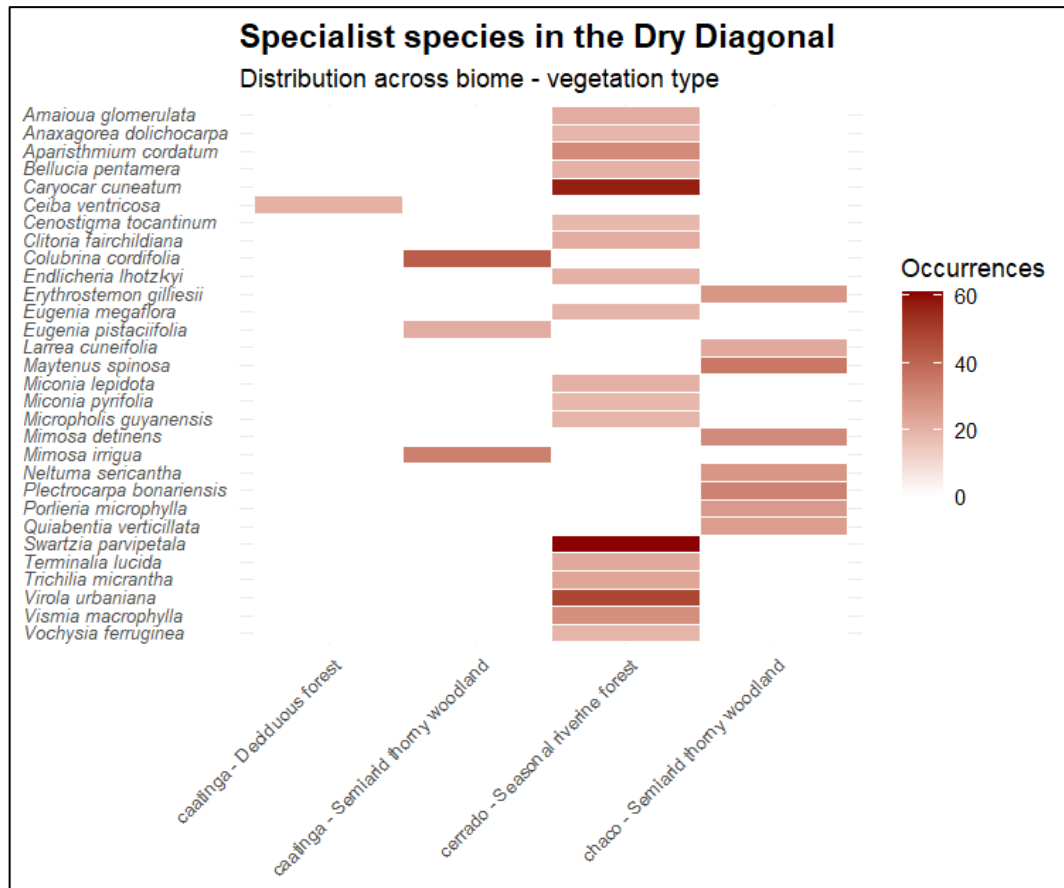 Specialist species in the Dry Diagonal
Distribution across biome - vegetation type
Amaioua glomerulata
Anaxagorea dolichocarpa
Aparisthmium cordatum
Bellucia pentamera
Caryocar cuneatum
Ceiba ventricosa
Cenostigma tocantinum
Clitoria fairchildiana
Colubrina cordifolia
Endlicheria lhotzkyi
Erythrostemon gilliesii
Eugenia megaflora
Eugenia pistaciifolia
Larrea cuneifolia
Maytenus spinosa
Miconia lepidota
Miconia pyrifolia
Micropholis guyanensis
Mimosa detinens
Mimosa irrigua
Neltuma sericantha
Plectrocarpa bonariensis
Porlieria microphylla
Quiabentia verticillata
Swartzia parvipetala
Terminalia lucida
Trichilia micrantha
Virola urbaniana
Vismia macrophylla
Vochysia ferruginea
caatinga - Deciduous forest
caatinga - Semiarid thorny woodland
cerrado - Seasonal riverine forest
chaco - Semiarid thorny woodland
Occurrences
60
40
20
0